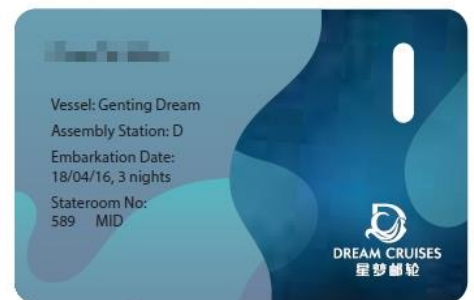 Vessel: Genting Dream
Assembly Station: D
Embarkation Date:
18/04/16, 3 nights
Stateroom No:
589 MID
DREAM CRUISES
星梦邮轮